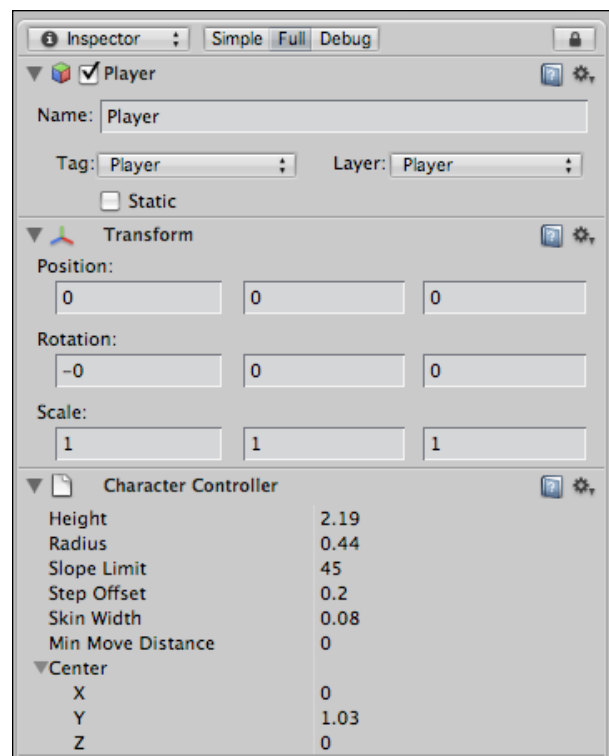 Inspector Simple Full Debug
Player
Name: Player
Tag: Player Layer: Player
Static
Transform
Position:
0 0 0
Rotation:
-0 0 0
Scale:
1 1 1
Character Controller
Height 2.19
Radius 0.44
Slope Limit 45
Step Offset 0.2
Skin Width 0.08
Min Move Distance 0
Center
X 0
Y 1.03
Z 0